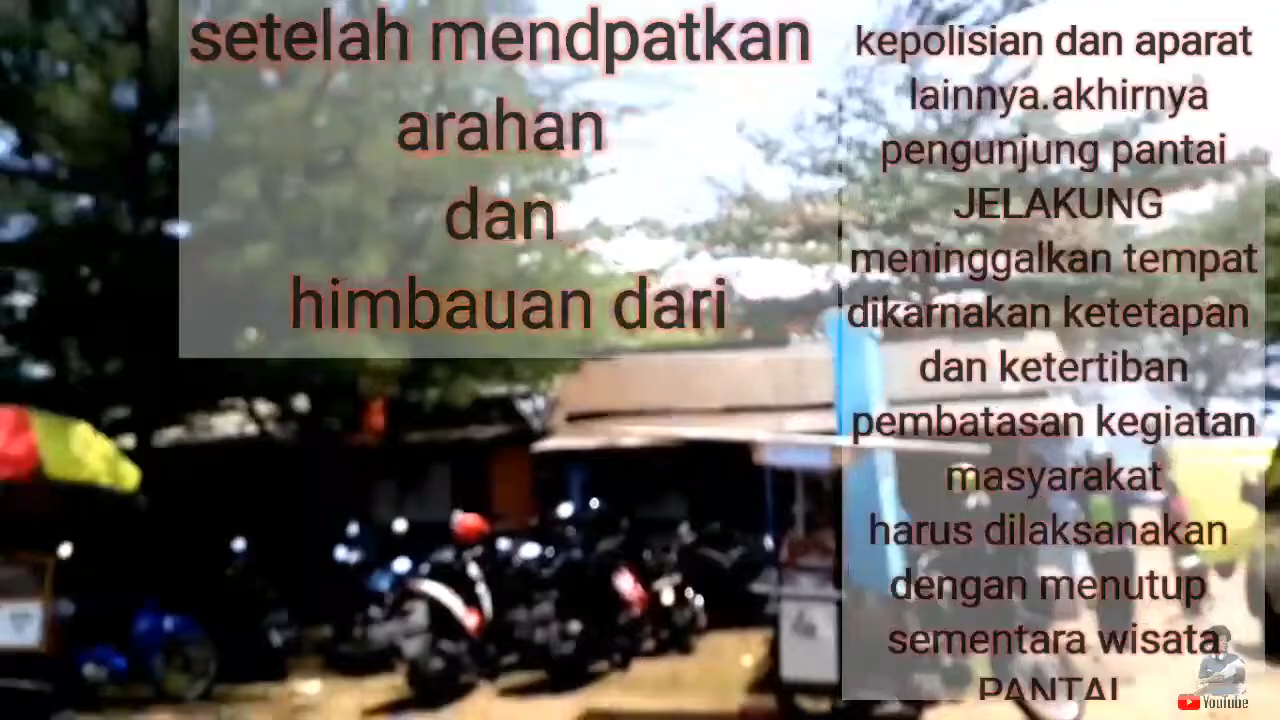 setelah mendpatkan
arahan
dan
himbauan dari
kepolisian dan aparat
lainnya.akhirnya
pengunjung pantai
JELAKUNG
meninggalkan tempat
dikarnakan ketetapan
dan ketertiban
pembatasan kegiatan
masyarakat
harus dilaksanakan
dengan menutup
sementara wisata
PANTAI
YouTube